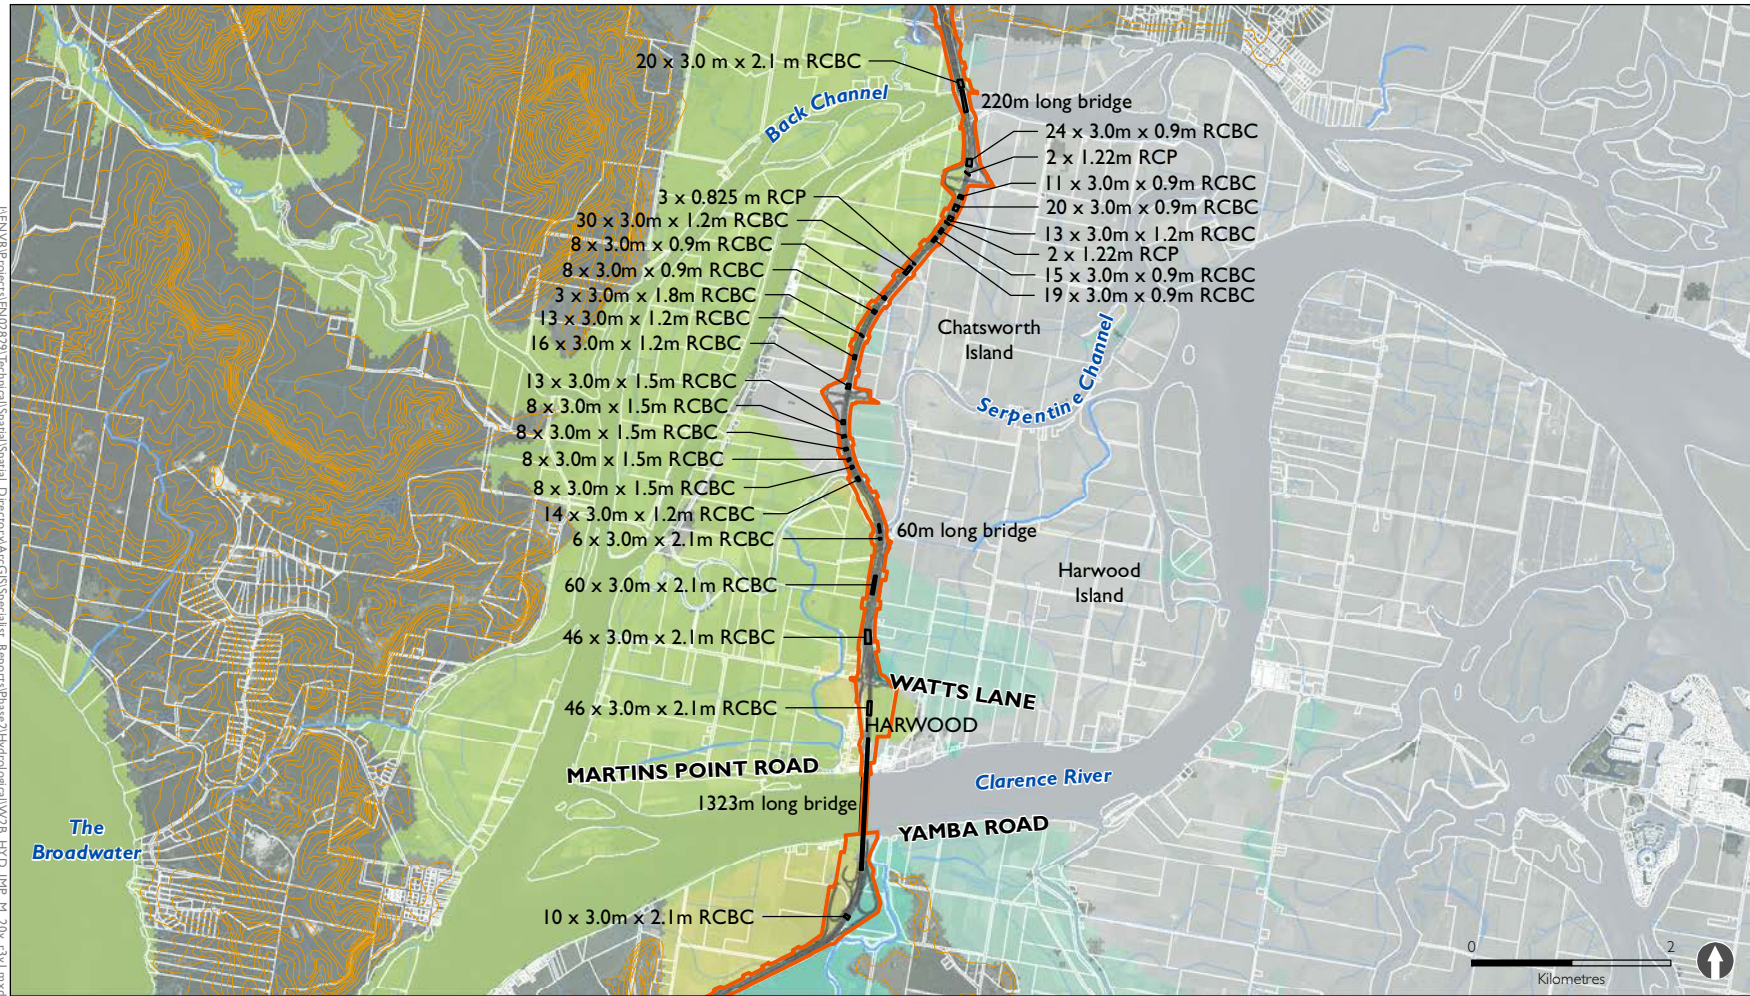 20 x 3.0 m x 2.1 m RCBC
Back Channel
220m long bridge
24 x 3.0m x 0.9m RCBC
2 x 1.22m RCP
11 x 3.0m x 0.9m RCBC
20 x 3.0m x 0.9m RCBC
13 x 3.0m x 1.2m RCBC
2 x 1.22m RCP
15 x 3.0m x 0.9m RCBC
19 x 3.0m x 0.9m RCBC
3 x 0.825 m RCP
30 x 3.0m x 1.2m RCBC
8 x 3.0m x 0.9m RCBC
8 x 3.0m x 0.9m RCBC
3 x 3.0m x 1.8m RCBC
13 x 3.0m x 1.2m RCBC
16 x 3.0m x 1.2m RCBC
13 x 3.0m x 1.5m RCBC
8 x 3.0m x 1.5m RCBC
8 x 3.0m x 1.5m RCBC
8 x 3.0m x 1.5m RCBC
8 x 3.0m x 1.5m RCBC
14 x 3.0m x 1.2m RCBC
6 x 3.0m x 2.1m RCBC
60 x 3.0m x 2.1m RCBC
46 x 3.0m x 2.1m RCBC
46 x 3.0m x 2.1m RCBC
Chatsworth
Island
Serpentine Channel
60m long bridge
Harwood
Island
WATTS LANE
HARWOOD
MARTINS POINT ROAD
Clarence River
1323m long bridge
YAMBA ROAD
The
Broadwater
10 x 3.0m x 2.1m RCBC
0 2
Kilometres